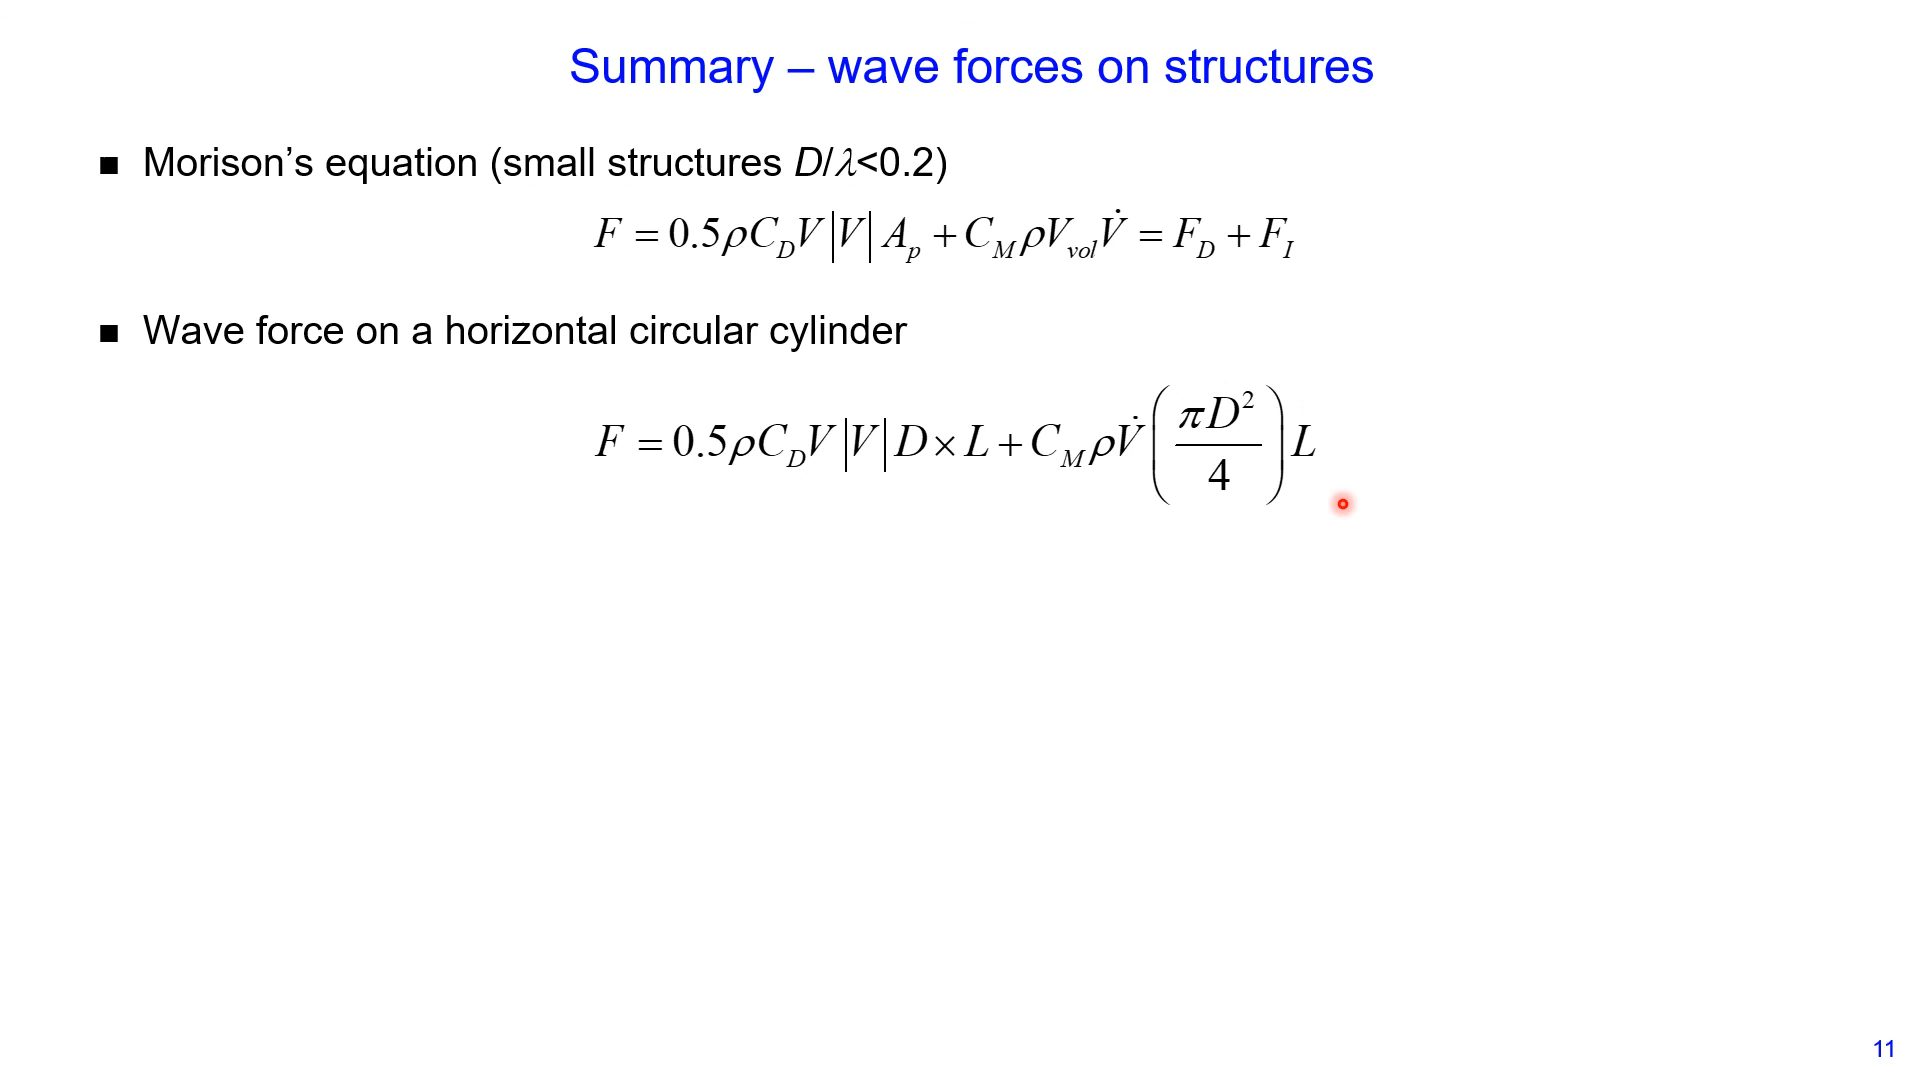 Summary – wave forces on structures
■ Morison’s equation (small structures D/λ<0.2)
F = 0.5ρC_D V|V| A_p + C_M ρV_vol V̇ = F_D + F_I
■ Wave force on a horizontal circular cylinder
F = 0.5ρC_D V|V| D × L + C_M ρV̇ (πD²/4) L
11